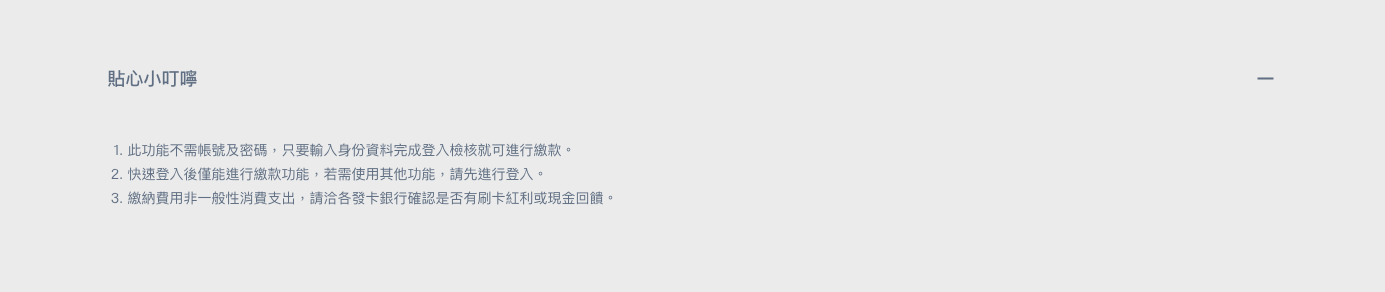 貼心小叮嚀
1. 此功能不需帳號及密碼，只要輸入身份資料完成登入檢核就可進行繳款。
2. 快速登入後僅能進行繳款功能，若需使用其他功能，請先進行登入。
3. 繳納費用非一般性消費支出，請洽各發卡銀行確認是否有刷卡紅利或現金回饋。